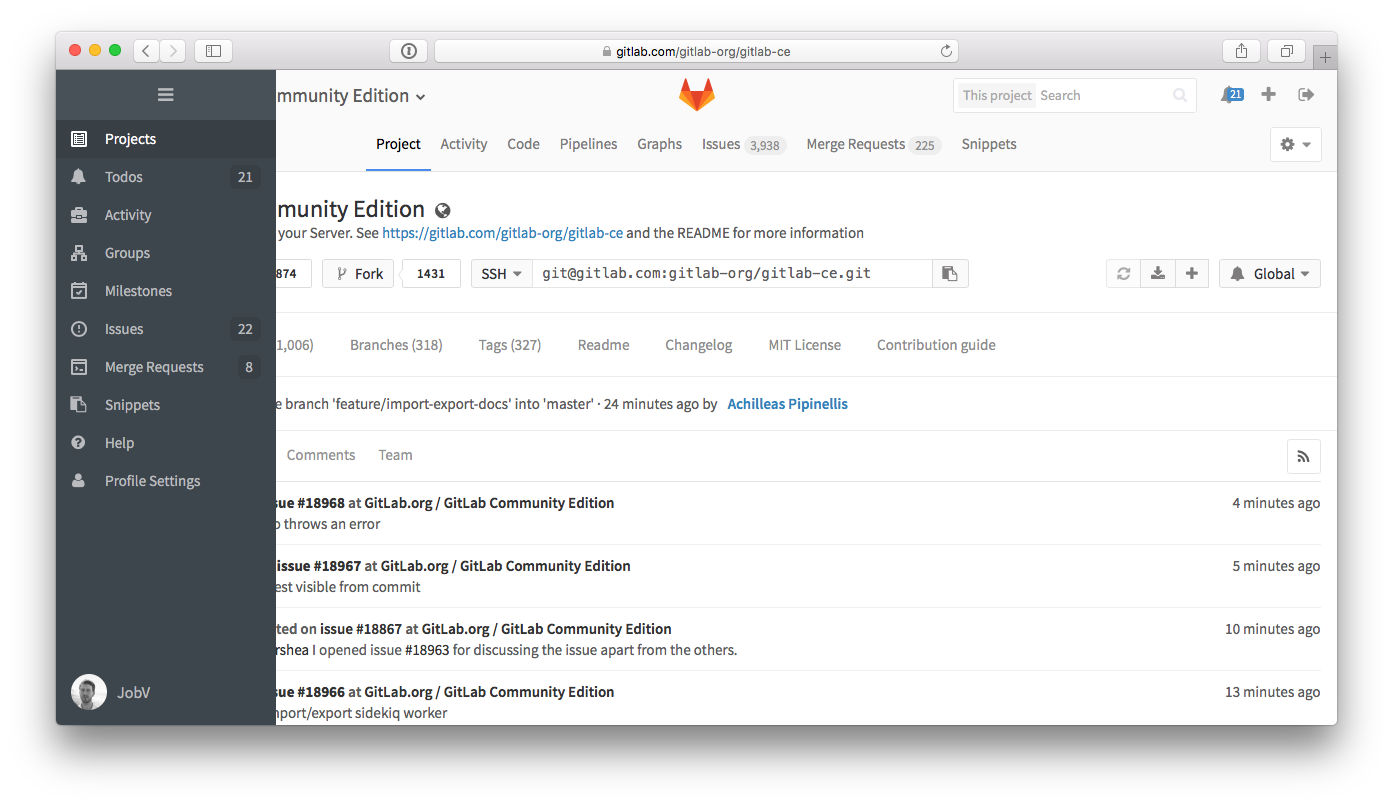 gitlab.com/gitlab-org/gitlab-ce
mmunity Edition
This project Search
21
Projects
Todos 21
Activity
Groups
Milestones
Issues 22
Merge Requests 8
Snippets
Help
Profile Settings
JobV
Project Activity Code Pipelines Graphs Issues 3,938 Merge Requests 225 Snippets
munity Edition
your Server. See https://gitlab.com/gitlab-org/gitlab-ce and the README for more information
874 Fork 1431 SSH git@gitlab.com:gitlab-org/gitlab-ce.git Global
1,006) Branches (318) Tags (327) Readme Changelog MIT License Contribution guide
e branch 'feature/import-export-docs' into 'master' · 24 minutes ago by Achilleas Pipinellis
Comments Team
sue #18968 at GitLab.org / GitLab Community Edition 4 minutes ago
o throws an error
issue #18967 at GitLab.org / GitLab Community Edition 5 minutes ago
est visible from commit
ted on issue #18867 at GitLab.org / GitLab Community Edition 10 minutes ago
rshea I opened issue #18963 for discussing the issue apart from the others.
sue #18966 at GitLab.org / GitLab Community Edition 13 minutes ago
mport/export sidekiq worker